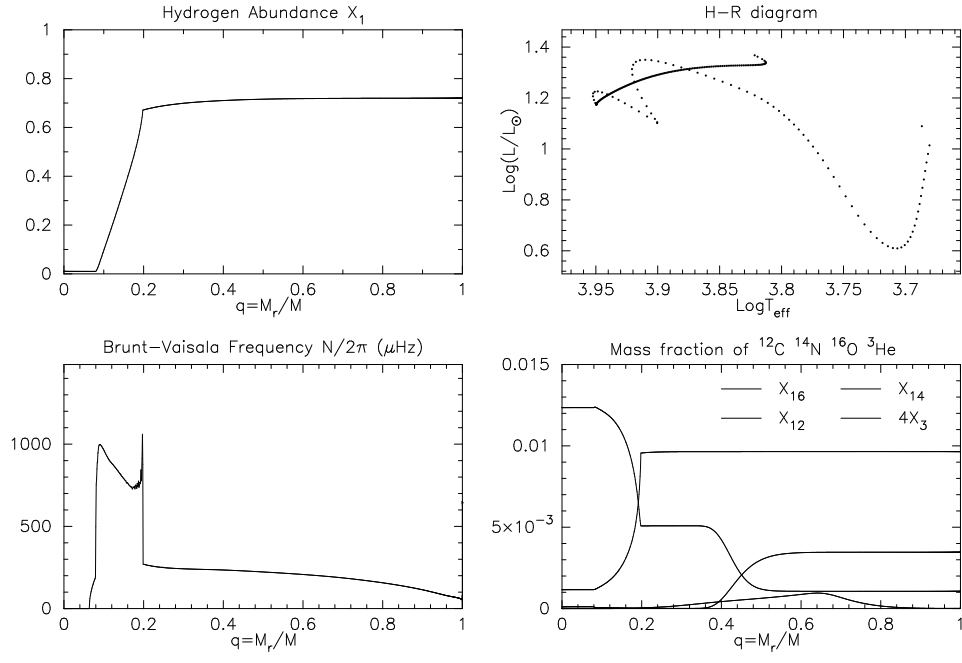 Hydrogen Abundance X₁
1
0.8
0.6
0.4
0.2
0
0 0.2 0.4 0.6 0.8 1
q=Mᵣ/M
H-R diagram
Log(L/L☉)
1.4
1.2
1
0.8
0.6
3.95 3.9 3.85 3.8 3.75 3.7
LogT_eff
Brunt-Vaisala Frequency N/2π (μHz)
1000
500
0
0 0.2 0.4 0.6 0.8 1
q=Mᵣ/M
Mass fraction of ¹²C ¹⁴N ¹⁶O ³He
0.015
0.01
5×10⁻³
0
X₁₆ X₁₄
X₁₂ 4X₃
0 0.2 0.4 0.6 0.8 1
q=Mᵣ/M